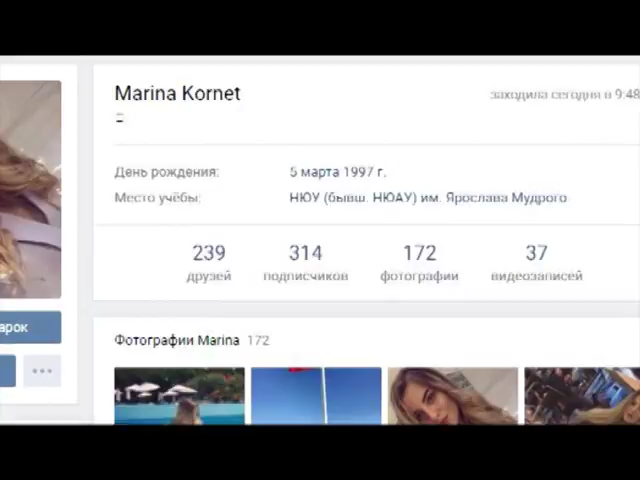 Marina Kornet
заходила сегодня в 9:48
–
День рождения: 5 марта 1997 г.
Место учёбы: НЮУ (бывш. НЮАУ) им. Ярослава Мудрого
239 314 172 37
друзей подписчиков фотографии видеозаписей
арок
Фотографии Marina 172